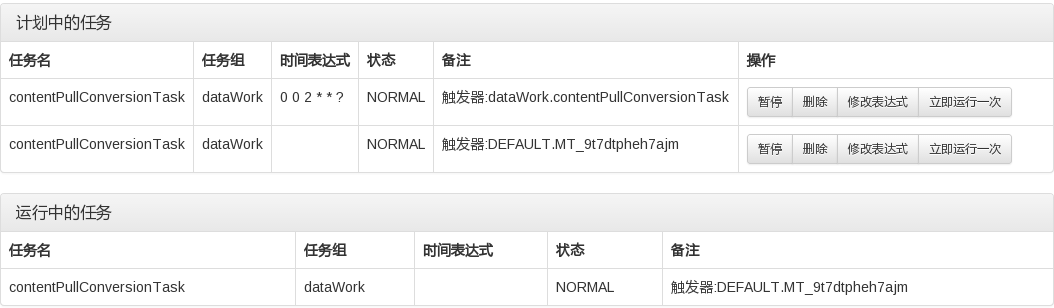 计划中的任务
任务名 任务组 时间表达式 状态 备注 操作
contentPullConversionTask dataWork 0 0 2 * * ? NORMAL 触发器:dataWork.contentPullConversionTask 暂停 删除 修改表达式 立即运行一次
contentPullConversionTask dataWork NORMAL 触发器:DEFAULT.MT_9t7dtpheh7ajm 暂停 删除 修改表达式 立即运行一次
运行中的任务
任务名 任务组 时间表达式 状态 备注
contentPullConversionTask dataWork NORMAL 触发器:DEFAULT.MT_9t7dtpheh7ajm